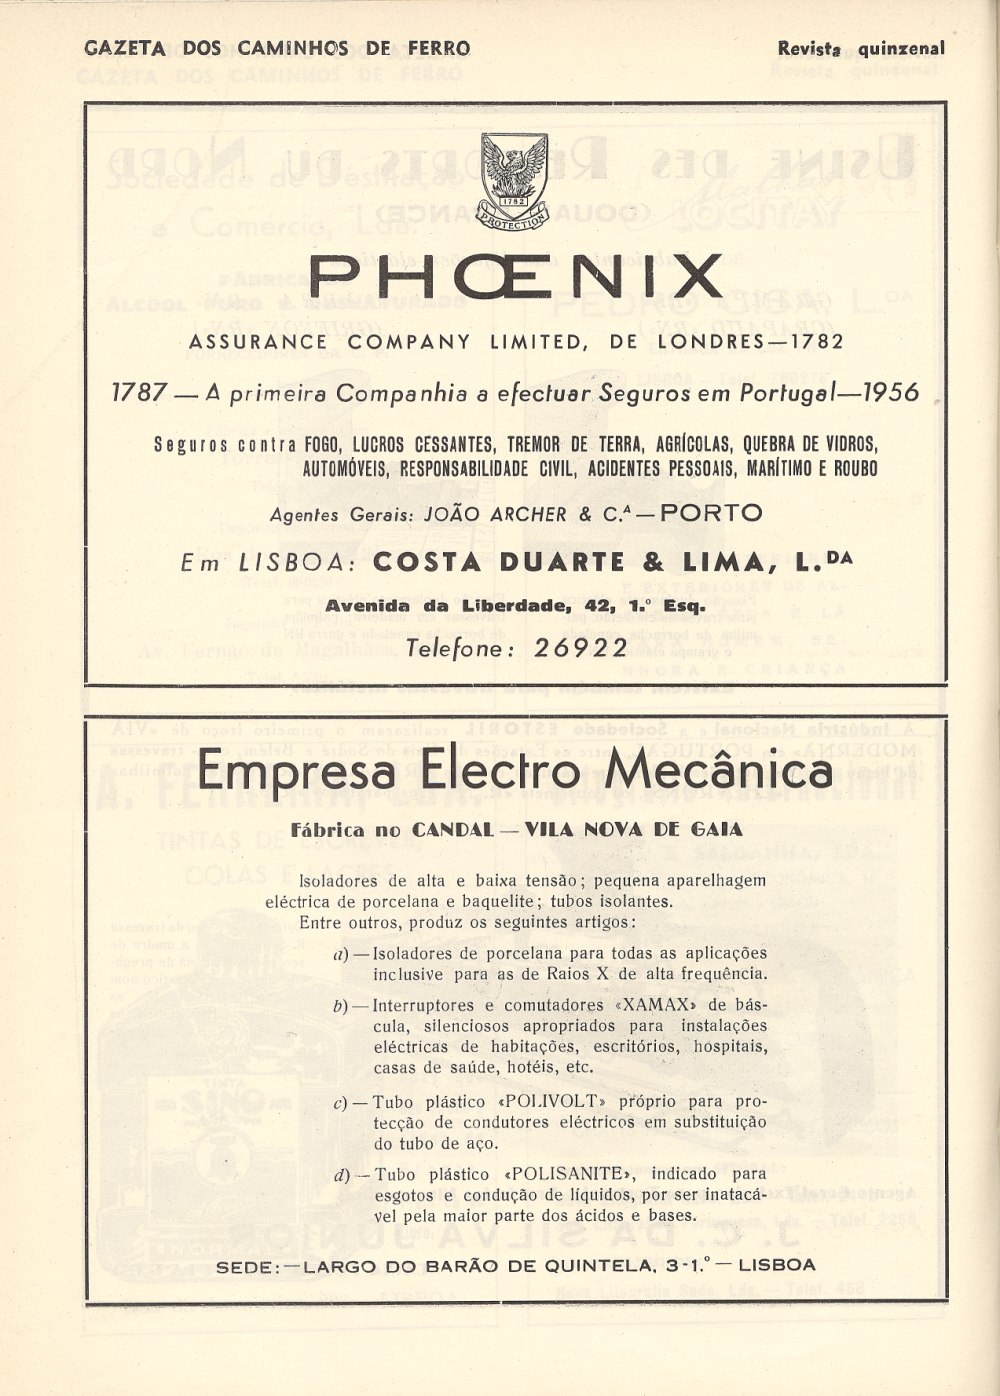 GAZETA DOS CAMINHOS DE FERRO
Revista quinzenal
1782
PROTECTION
PHŒNIX
ASSURANCE COMPANY LIMITED, DE LONDRES—1782
1787 — A primeira Companhia a efectuar Seguros em Portugal—1956
Seguros contra FOGO, LUCROS CESSANTES, TREMOR DE TERRA, AGRÍCOLAS, QUEBRA DE VIDROS,
AUTOMÓVEIS, RESPONSABILIDADE CIVIL, ACIDENTES PESSOAIS, MARÍTIMO E ROUBO
Agentes Gerais: JOÃO ARCHER & C.ᴬ — PORTO
Em LISBOA: COSTA DUARTE & LIMA, L.ᴰᴬ
Avenida da Liberdade, 42, 1.º Esq.
Telefone: 26922
Empresa Electro Mecânica
Fábrica no CANDAL — VILA NOVA DE GAIA
Isoladores de alta e baixa tensão; pequena aparelhagem
eléctrica de porcelana e baquelite; tubos isolantes.
Entre outros, produz os seguintes artigos:
a) — Isoladores de porcelana para todas as aplicações
inclusive para as de Raios X de alta frequência.
b) — Interruptores e comutadores «XAMAX» de bás-
cula, silenciosos apropriados para instalações
eléctricas de habitações, escritórios, hospitais,
casas de saúde, hotéis, etc.
c) — Tubo plástico «POLIVOLT» próprio para pro-
tecção de condutores eléctricos em substituição
do tubo de aço.
d) — Tubo plástico «POLISANITE», indicado para
esgotos e condução de líquidos, por ser inatacá-
vel pela maior parte dos ácidos e bases.
SEDE:—LARGO DO BARÃO DE QUINTELA, 3-1.º — LISBOA